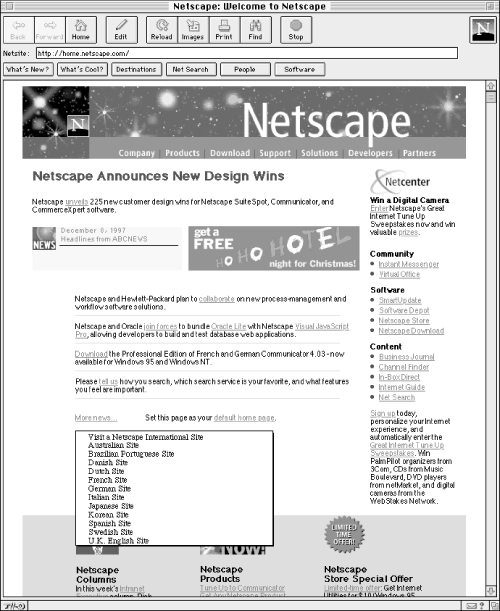 Netscape: Welcome to Netscape
Back Forward Home Edit Reload Images Print Find Stop
N
Netsite: http://home.netscape.com/
What's New? What's Cool? Destinations Net Search People Software
N
Netscape
Company | Products | Download | Support | Solutions | Developers | Partners
Netscape Announces New Design Wins
Netscape unveils 225 new customer design wins for Netscape SuiteSpot, Communicator, and
CommerceXpert software.
NEWS
December 8, 1997
Headlines from ABCNEWS
get a
FREE
HO HO HOTEL
night for Christmas!
Netscape and Hewlett-Packard plan to collaborate on new process-management and
workflow software solutions.
Netscape and Oracle join forces to bundle Oracle Lite with Netscape Visual JavaScript
Pro, allowing developers to build and test database web applications.
Download the Professional Edition of French and German Communicator 4.03 - now
available for Windows 95 and Windows NT.
Please tell us how you search, which search service is your favorite, and what features
you feel are important.
More news... Set this page as your default home page.
Visit a Netscape International Site
Australian Site
Brazilian Portuguese Site
Danish Site
Dutch Site
French Site
German Site
Italian Site
Japanese Site
Korean Site
Spanish Site
Swedish Site
U.K. English Site
Netcenter
Win a Digital Camera
Enter Netscape's Great
Internet Tune Up
Sweepstakes now and win
valuable prizes.
Community
Instant Messenger
Virtual Office
Software
SmartUpdate
Software Depot
Netscape Store
Netscape Download
Content
Business Journal
Channel Finder
In-Box Direct
Internet Guide
Net Search
Sign up today,
personalize your Internet
experience, and
automatically enter the
Great Internet Tune Up
Sweepstakes. Win
PalmPilot organizers from
3Com, CDs from Music
Boulevard, DVD players
from netMarket, and digital
cameras from the
WebStakes Network.
NOW!
LIMITED
TIME
OFFER!
Netscape
Columns
In this week's Intranet
Netscape
Products
Tune Up to Communicator
Netscape
Store Special Offer
Limited-time offer: Get Internet
Utilities for $10 Windows 95